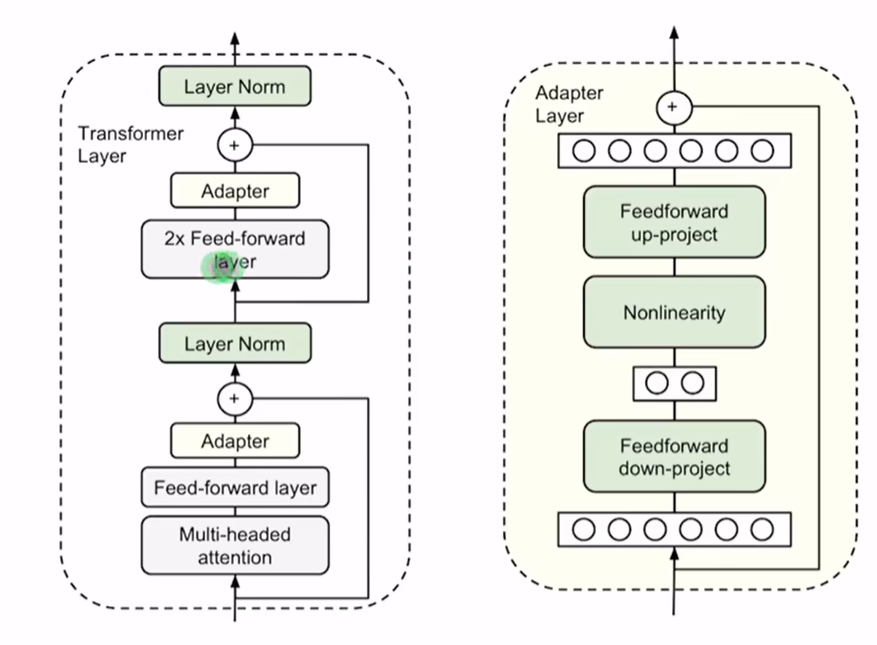 Layer Norm
Transformer
Layer
+
Adapter
2x Feed-forward
layer
Layer Norm
+
Adapter
Feed-forward layer
Multi-headed
attention
Adapter
Layer
+
Feedforward
up-project
Nonlinearity
Feedforward
down-project